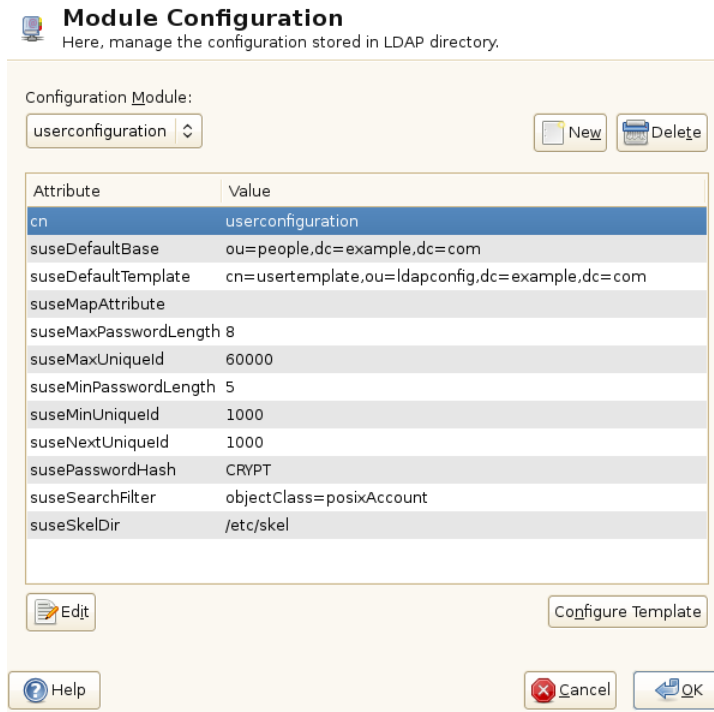 Module Configuration
Here, manage the configuration stored in LDAP directory.
Configuration Module:
userconfiguration
New
Delete
Attribute Value
cn userconfiguration
suseDefaultBase ou=people,dc=example,dc=com
suseDefaultTemplate cn=usertemplate,ou=ldapconfig,dc=example,dc=com
suseMapAttribute
suseMaxPasswordLength 8
suseMaxUniqueId 60000
suseMinPasswordLength 5
suseMinUniqueId 1000
suseNextUniqueId 1000
susePasswordHash CRYPT
suseSearchFilter objectClass=posixAccount
suseSkelDir /etc/skel
Edit
Configure Template
Help
Cancel
OK